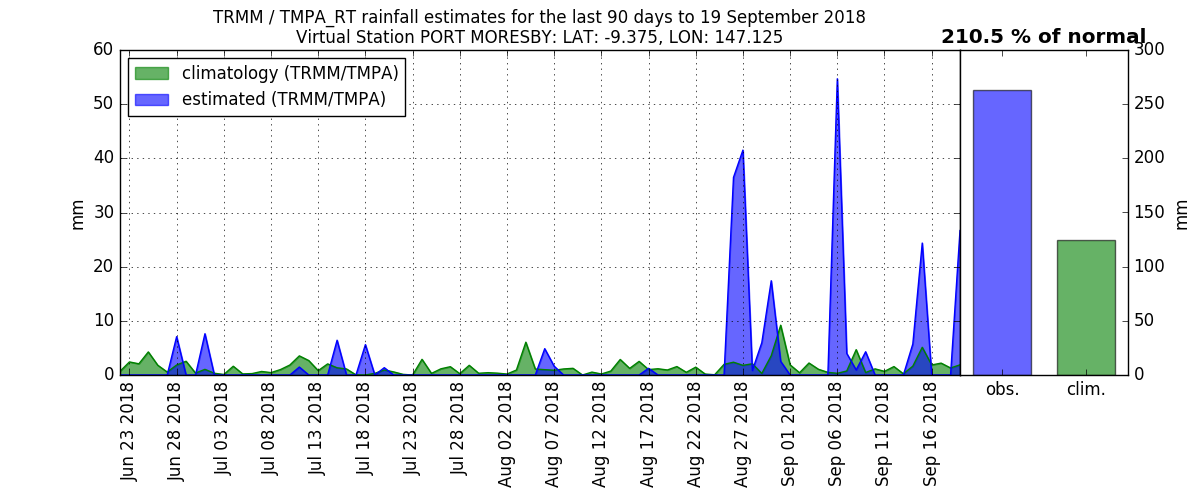 TRMM / TMPA_RT rainfall estimates for the last 90 days to 19 September 2018
Virtual Station PORT MORESBY: LAT: -9.375, LON: 147.125
210.5 % of normal
climatology (TRMM/TMPA)
estimated (TRMM/TMPA)
60
50
40
30
20
10
0
mm
Jun 23 2018
Jun 28 2018
Jul 03 2018
Jul 08 2018
Jul 13 2018
Jul 18 2018
Jul 23 2018
Jul 28 2018
Aug 02 2018
Aug 07 2018
Aug 12 2018
Aug 17 2018
Aug 22 2018
Aug 27 2018
Sep 01 2018
Sep 06 2018
Sep 11 2018
Sep 16 2018
300
250
200
150
100
50
0
mm
obs.
clim.